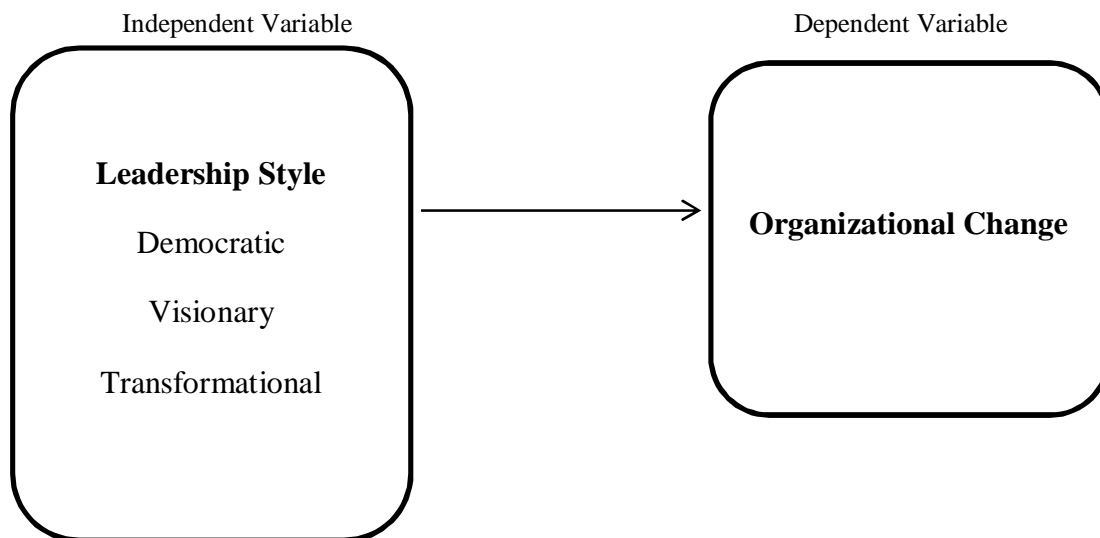 Independent Variable
Dependent Variable
Leadership Style
Democratic
Visionary
Transformational
Organizational Change